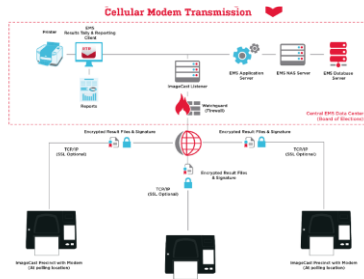 Cellular Modem Transmission
Printer
EMS
Results Tally & Reporting
Client
Reports
ImageCast Listener
EMS Application
Server
EMS NAS Server
EMS Database
Server
Watchguard
(Firewall)
Central EMS Data Center
(Board of Elections)
Encrypted Result Files & Signature
Encrypted Result Files & Signature
TCP/IP
(SSL Optional)
TCP/IP
(SSL Optional)
Encrypted Result Files
& Signature
TCP/IP
(SSL Optional)
ImageCast Precinct with Modem
(At polling location)
ImageCast Precinct with Modem
(At polling location)